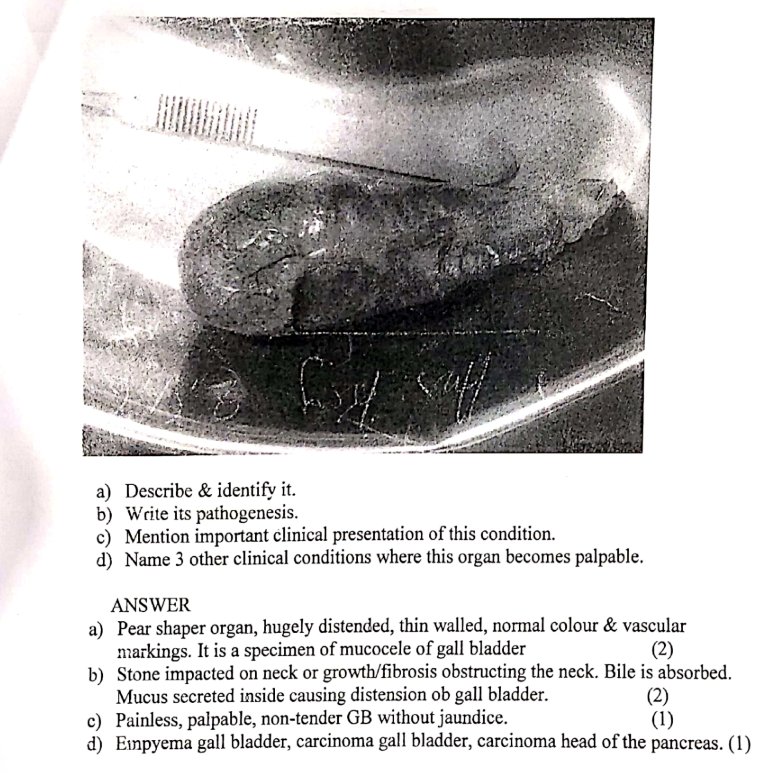 a) Describe & identify it.
b) Write its pathogenesis.
c) Mention important clinical presentation of this condition.
d) Name 3 other clinical conditions where this organ becomes palpable.
ANSWER
a) Pear shaper organ, hugely distended, thin walled, normal colour & vascular
markings. It is a specimen of mucocele of gall bladder (2)
b) Stone impacted on neck or growth/fibrosis obstructing the neck. Bile is absorbed.
Mucus secreted inside causing distension ob gall bladder. (2)
c) Painless, palpable, non-tender GB without jaundice. (1)
d) Empyema gall bladder, carcinoma gall bladder, carcinoma head of the pancreas. (1)